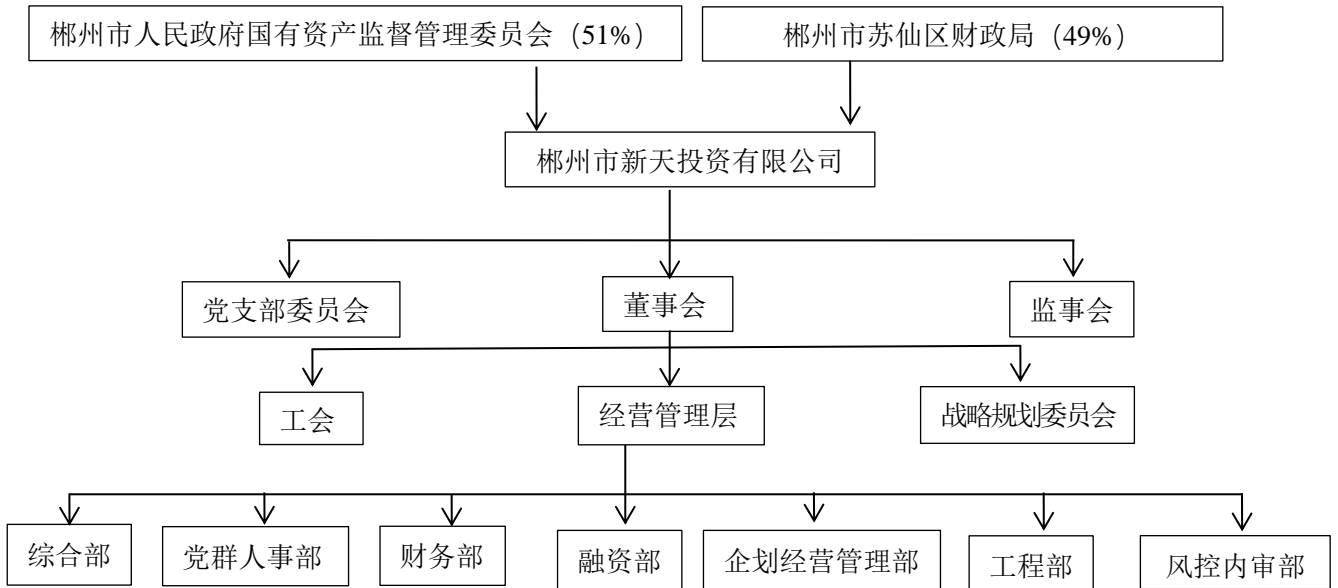 郴州市人民政府国有资产监督管理委员会（51%）
郴州市苏仙区财政局（49%）
郴州市新天投资有限公司
党支部委员会
董事会
监事会
工会
经营管理层
战略规划委员会
综合部
党群人事部
财务部
融资部
企划经营管理部
工程部
风控内审部